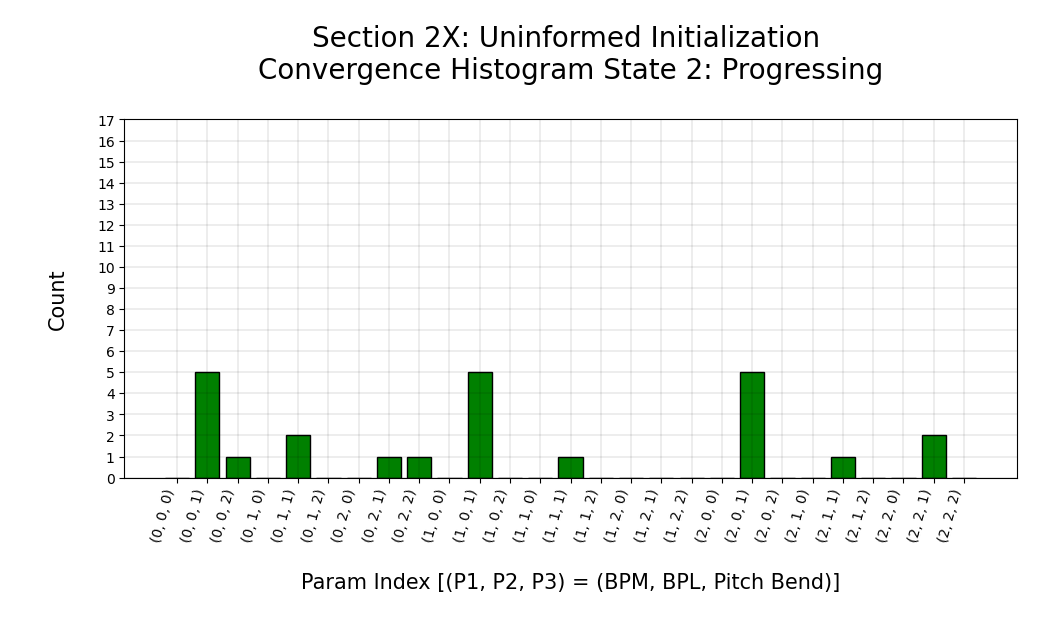 Section 2X: Uninformed Initialization
Convergence Histogram State 2: Progressing
17
16
15
14
13
12
11
10
9
8
7
6
5
4
3
2
1
0
Count
(0, 0, 0)
(0, 0, 1)
(0, 0, 2)
(0, 1, 0)
(0, 1, 1)
(0, 1, 2)
(0, 2, 0)
(0, 2, 1)
(0, 2, 2)
(1, 0, 0)
(1, 0, 1)
(1, 0, 2)
(1, 1, 0)
(1, 1, 1)
(1, 1, 2)
(1, 2, 0)
(1, 2, 1)
(1, 2, 2)
(2, 0, 0)
(2, 0, 1)
(2, 0, 2)
(2, 1, 0)
(2, 1, 1)
(2, 1, 2)
(2, 2, 0)
(2, 2, 1)
(2, 2, 2)
Param Index [(P1, P2, P3) = (BPM, BPL, Pitch Bend)]